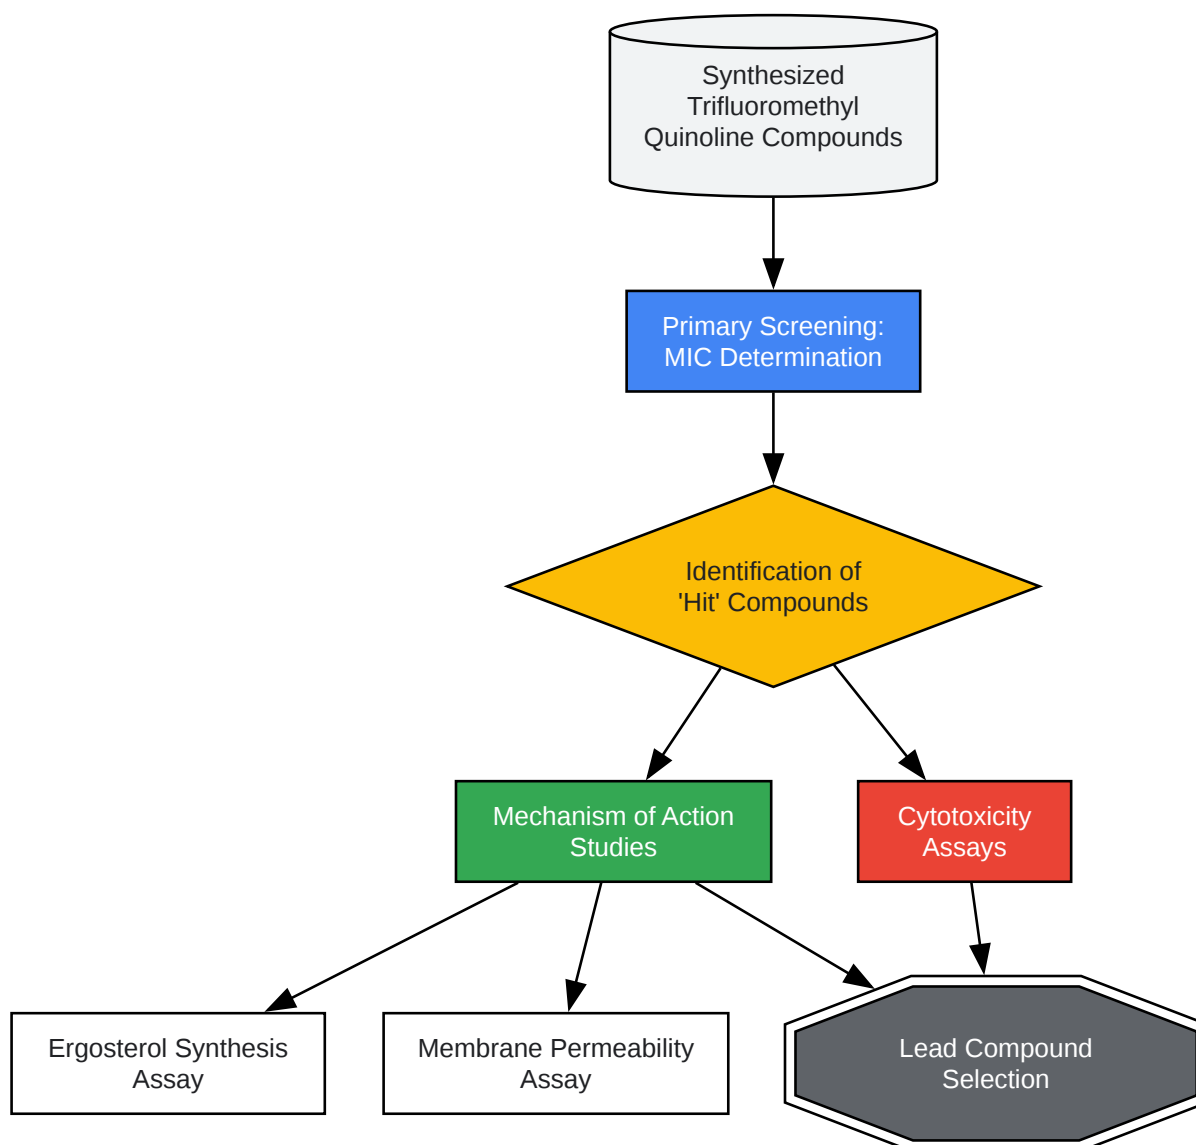 Synthesized
Trifluoromethyl
Quinoline Compounds
Primary Screening:
MIC Determination
Identification of
'Hit' Compounds
Mechanism of Action
Studies
Cytotoxicity
Assays
Ergosterol Synthesis
Assay
Membrane Permeability
Assay
Lead Compound
Selection